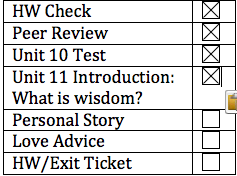 HW Check
Peer Review
Unit 10 Test
Unit 11 Introduction:
What is wisdom?
Personal Story
Love Advice
HW/Exit Ticket